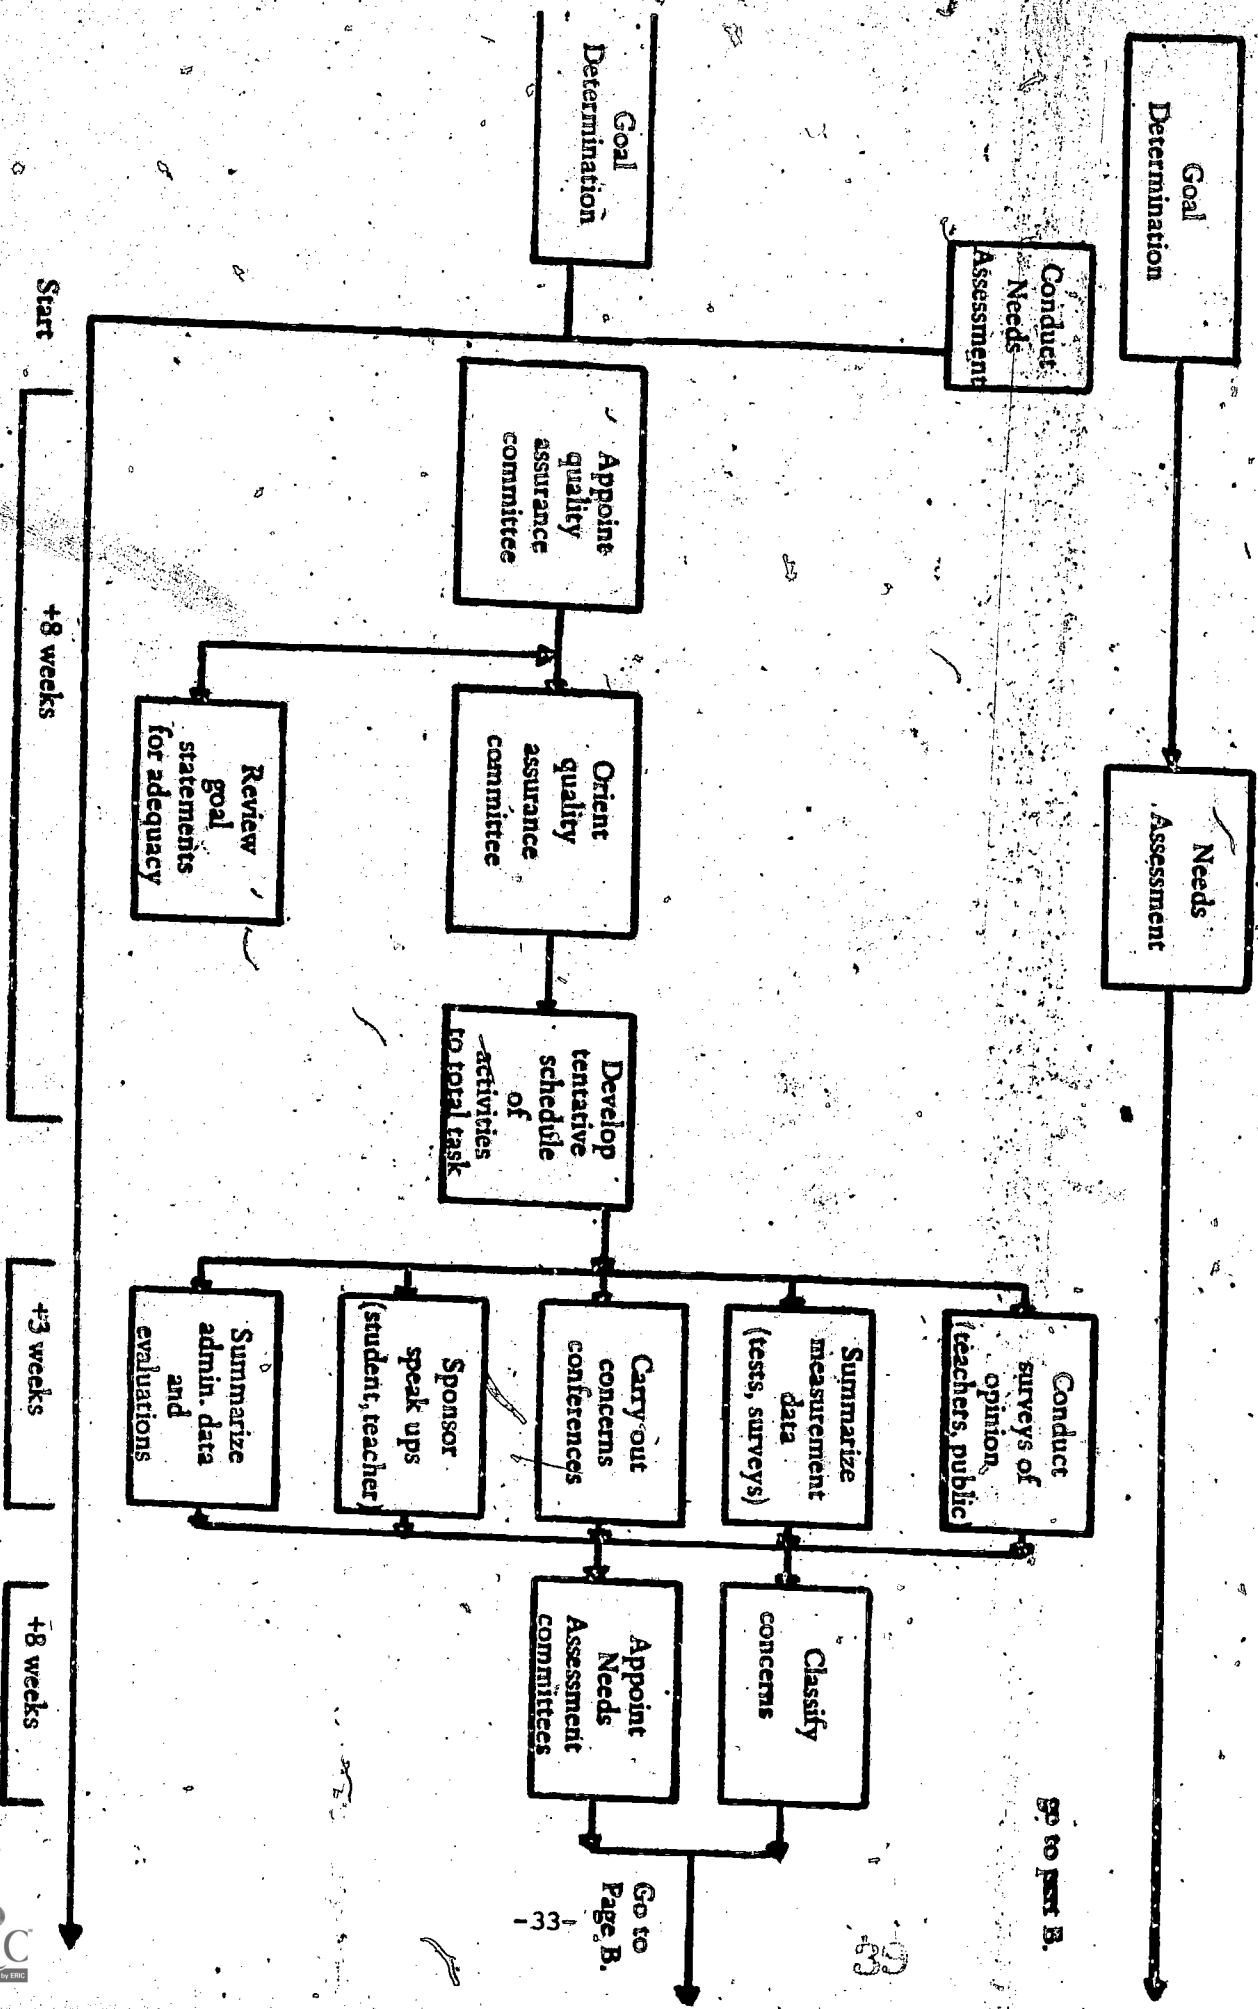 Goal
Determination
Needs
Assessment
go to part B.
Conduct
Needs
Assessment
Goal
Determination
Appoint
quality
assurance
committee
Orient
quality
assurance
committee
Review
goal
statements
for adequacy
Develop
tentative
schedule
of
activities
to total task
Conduct
surveys of
opinion
(teachers, public)
Summarize
measurement
data
(tests, surveys)
Carry out
concerns
conferences
Sponsor
speak ups
(student, teacher)
Summarize
admin. data
and
evaluations
Classify
concerns
Appoint
Needs
Assessment
committees
Go to
Page B.
Start
+8 weeks
+3 weeks
+8 weeks
-33-
39
by ERIC